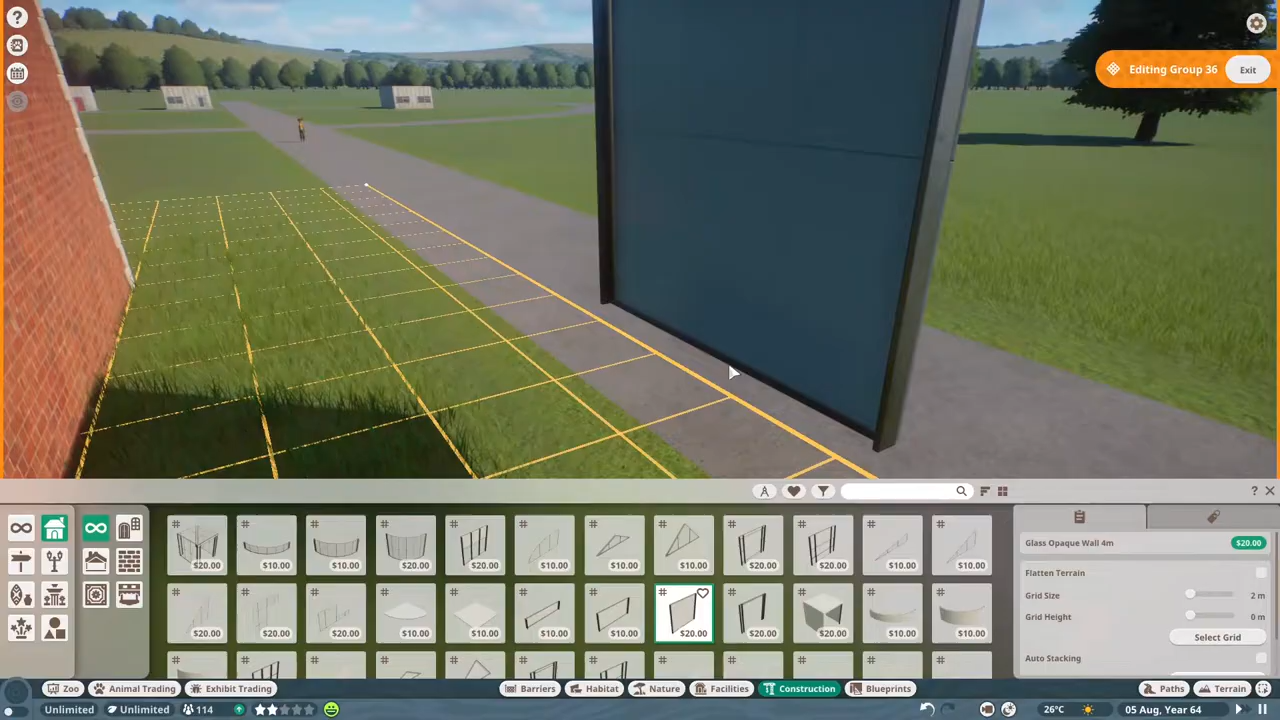 ?
Editing Group 36
Exit
?
Glass Opaque Wall 4m
$20.00
Flatten Terrain
Grid Size
2 m
Grid Height
0 m
Select Grid
Auto Stacking
$20.00 $10.00 $10.00 $20.00 $10.00 $10.00 $10.00 $10.00 $20.00 $20.00 $10.00 $10.00
$20.00 $20.00 $20.00 $10.00 $10.00 $10.00 $10.00 $20.00 $20.00 $20.00 $10.00 $10.00
Zoo
Animal Trading
Exhibit Trading
Barriers
Habitat
Nature
Facilities
Construction
Blueprints
Paths
Terrain
Unlimited
Unlimited
114
26°C
05 Aug, Year 64